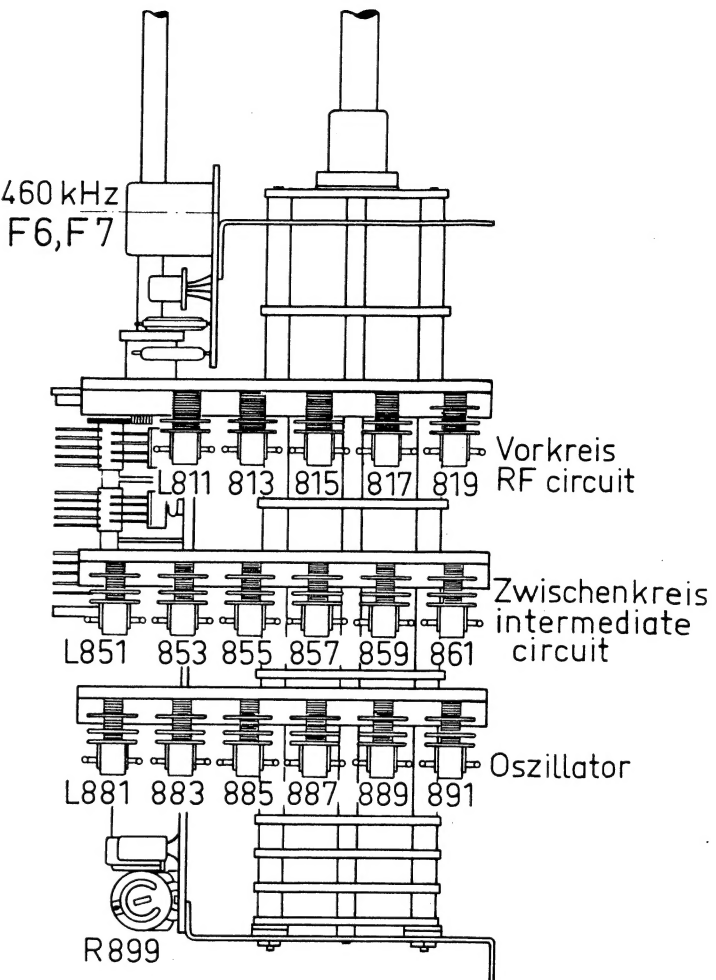 460 kHz
F6,F7
Vorkreis
RF circuit
L811 813 815 817 819
Zwischenkreis
intermediate
circuit
L851 853 855 857 859 861
Oszillator
L881 883 885 887 889 891
R899